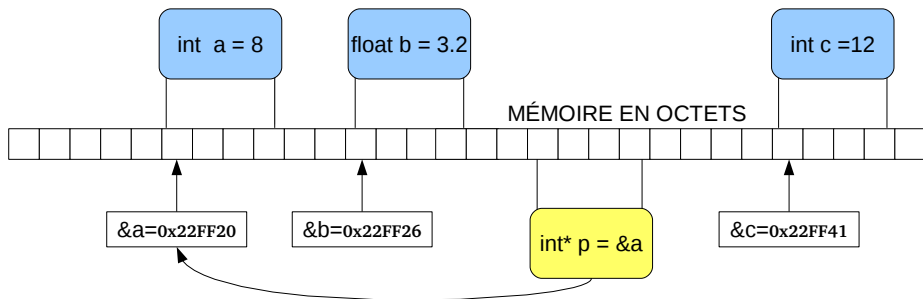 int a = 8
float b = 3.2
int c =12
MÉMOIRE EN OCTETS
&a=0x22FF20
&b=0x22FF26
int* p = &a
&c=0x22FF41